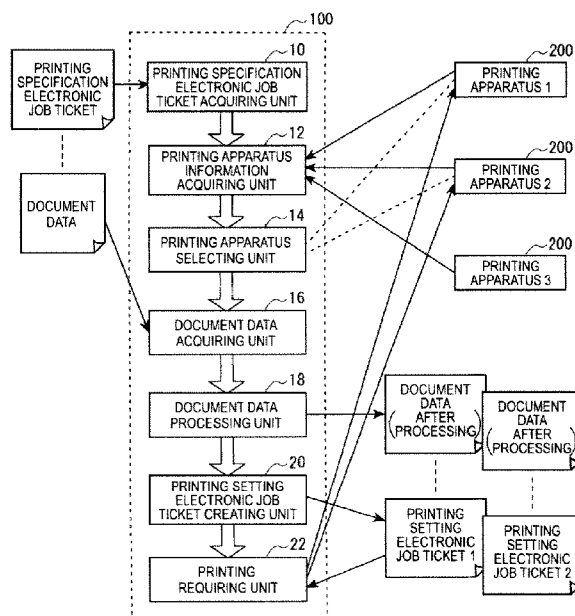 100
PRINTING
SPECIFICATION
ELECTRONIC
JOB TICKET
DOCUMENT
DATA
10
PRINTING SPECIFICATION
ELECTRONIC JOB
TICKET ACQUIRING UNIT
12
PRINTING APPARATUS
INFORMATION
ACQUIRING UNIT
14
PRINTING APPARATUS
SELECTING UNIT
16
DOCUMENT DATA
ACQUIRING UNIT
18
DOCUMENT DATA
PROCESSING UNIT
20
PRINTING SETTING
ELECTRONIC JOB
TICKET CREATING UNIT
22
PRINTING
REQUIRING UNIT
200
PRINTING
APPARATUS 1
200
PRINTING
APPARATUS 2
200
PRINTING
APPARATUS 3
DOCUMENT
DATA
(AFTER
PROCESSING)
DOCUMENT
DATA
(AFTER
PROCESSING)
PRINTING
SETTING
ELECTRONIC
JOB TICKET 1
PRINTING
SETTING
ELECTRONIC
JOB TICKET 2